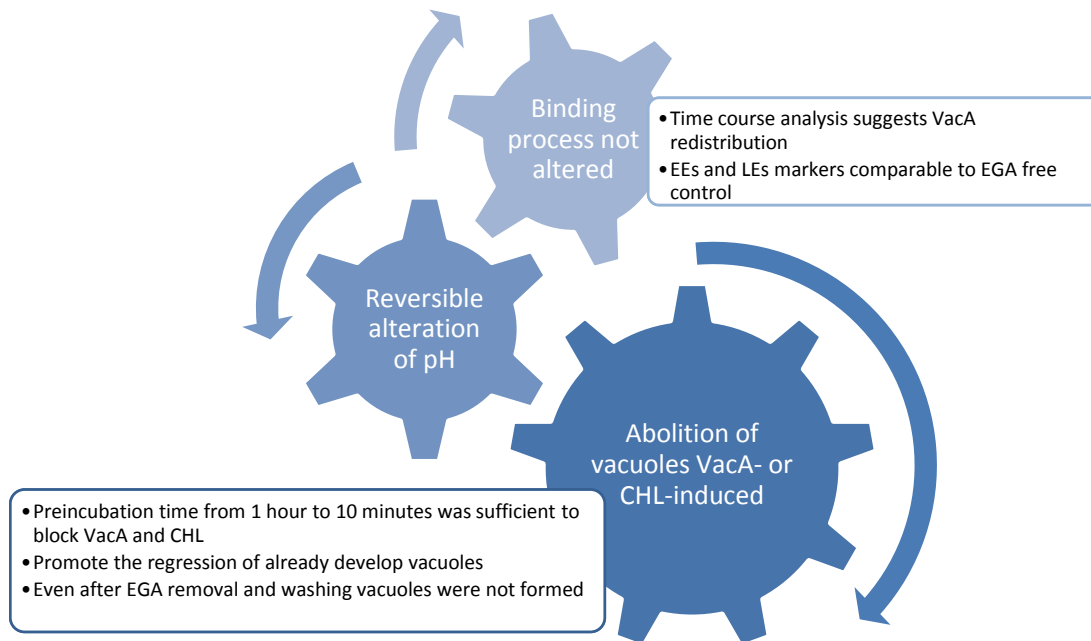 Binding
process not
altered
•Time course analysis suggests VacA
redistribution
•EEs and LEs markers comparable to EGA free
control
Reversible
alteration
of pH
Abolition of
vacuoles VacA- or
CHL-induced
•Preincubation time from 1 hour to 10 minutes was sufficient to
block VacA and CHL
•Promote the regression of already develop vacuoles
•Even after EGA removal and washing vacuoles were not formed